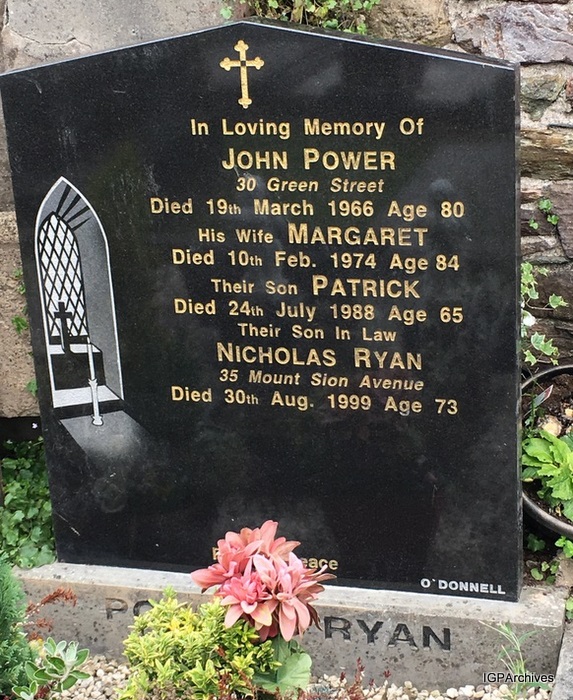 In Loving Memory Of
JOHN POWER
30 Green Street
Died 19th March 1966 Age 80
His Wife MARGARET
Died 10th Feb. 1974 Age 84
Their Son PATRICK
Died 24th July 1988 Age 65
Their Son In Law
NICHOLAS RYAN
35 Mount Sion Avenue
Died 30th Aug. 1999 Age 73
O'DONNELL
RYAN
IGPArchives